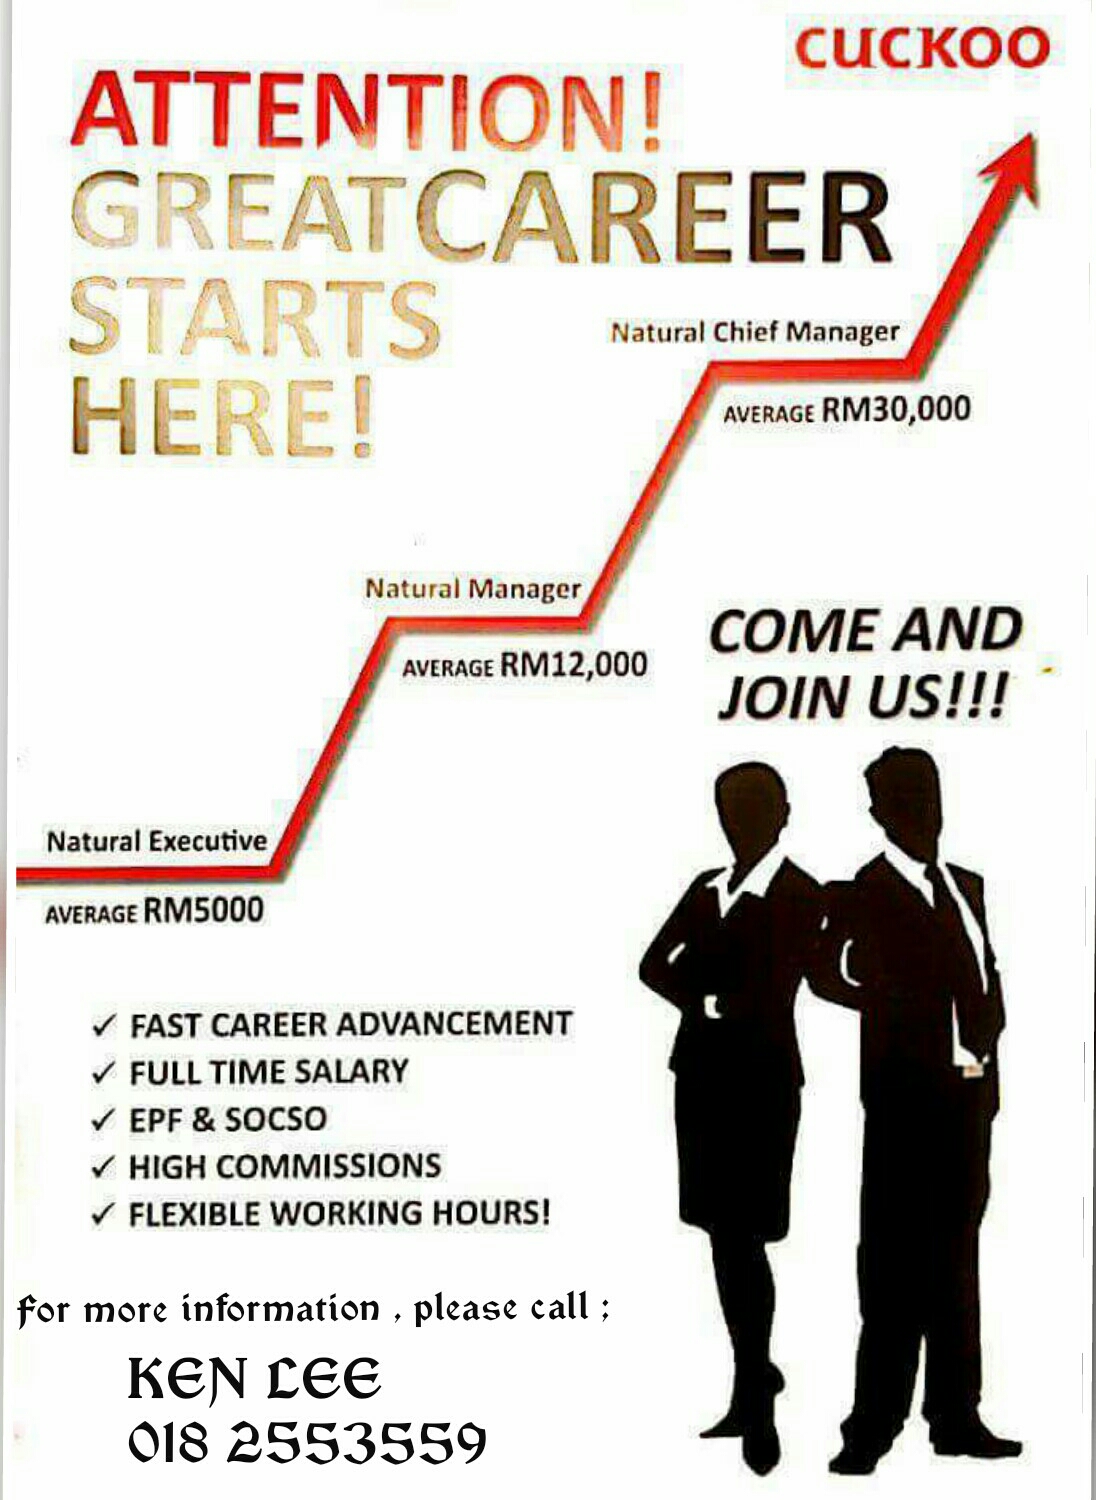 CUCKOO
ATTENTION!
GREAT CAREER
STARTS
HERE!
Natural Chief Manager
AVERAGE RM30,000
Natural Manager
AVERAGE RM12,000
COME AND
JOIN US!!!
Natural Executive
AVERAGE RM5000
✓ FAST CAREER ADVANCEMENT
✓ FULL TIME SALARY
✓ EPF & SOCSO
✓ HIGH COMMISSIONS
✓ FLEXIBLE WORKING HOURS!
For more information , please call ;
KEN LEE
018 2553559